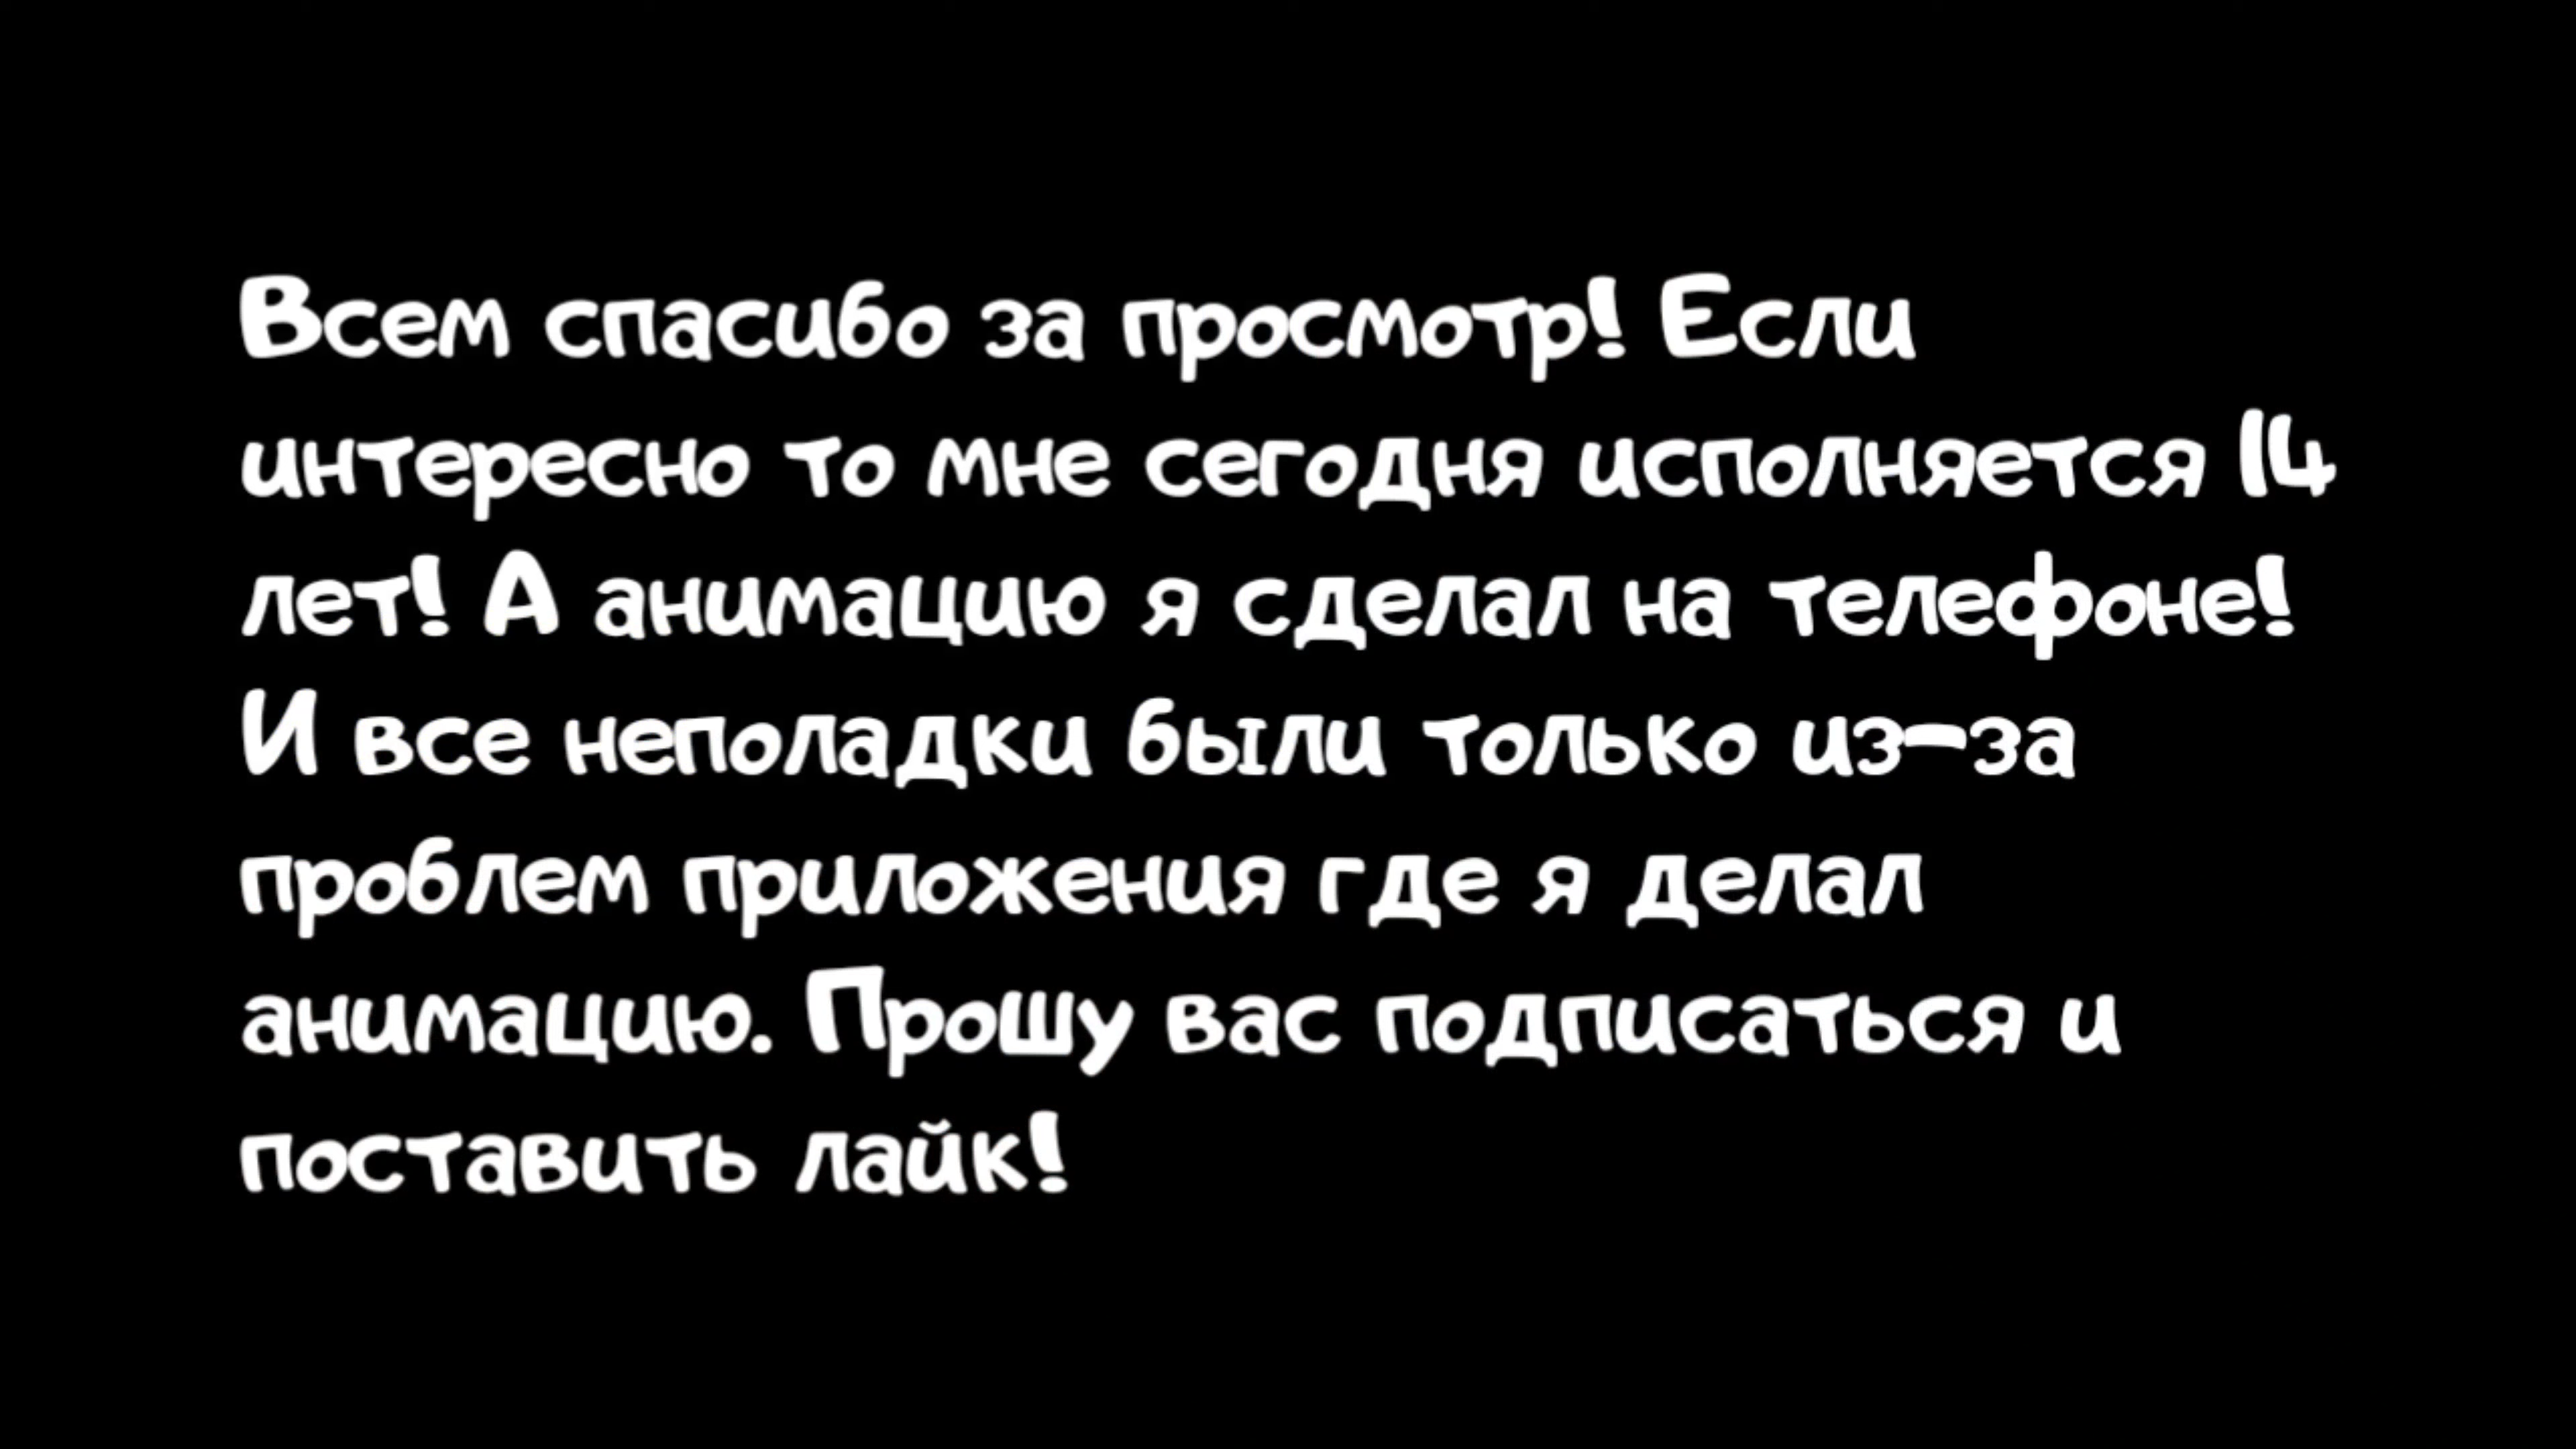 Всем спасибо за просмотр! Если
интересно то мне сегодня исполняется 14
лет! А анимацию я сделал на телефоне!
И все неполадки были только из-за
проблем приложения где я делал
анимацию. Прошу вас подписаться и
поставить лайк!